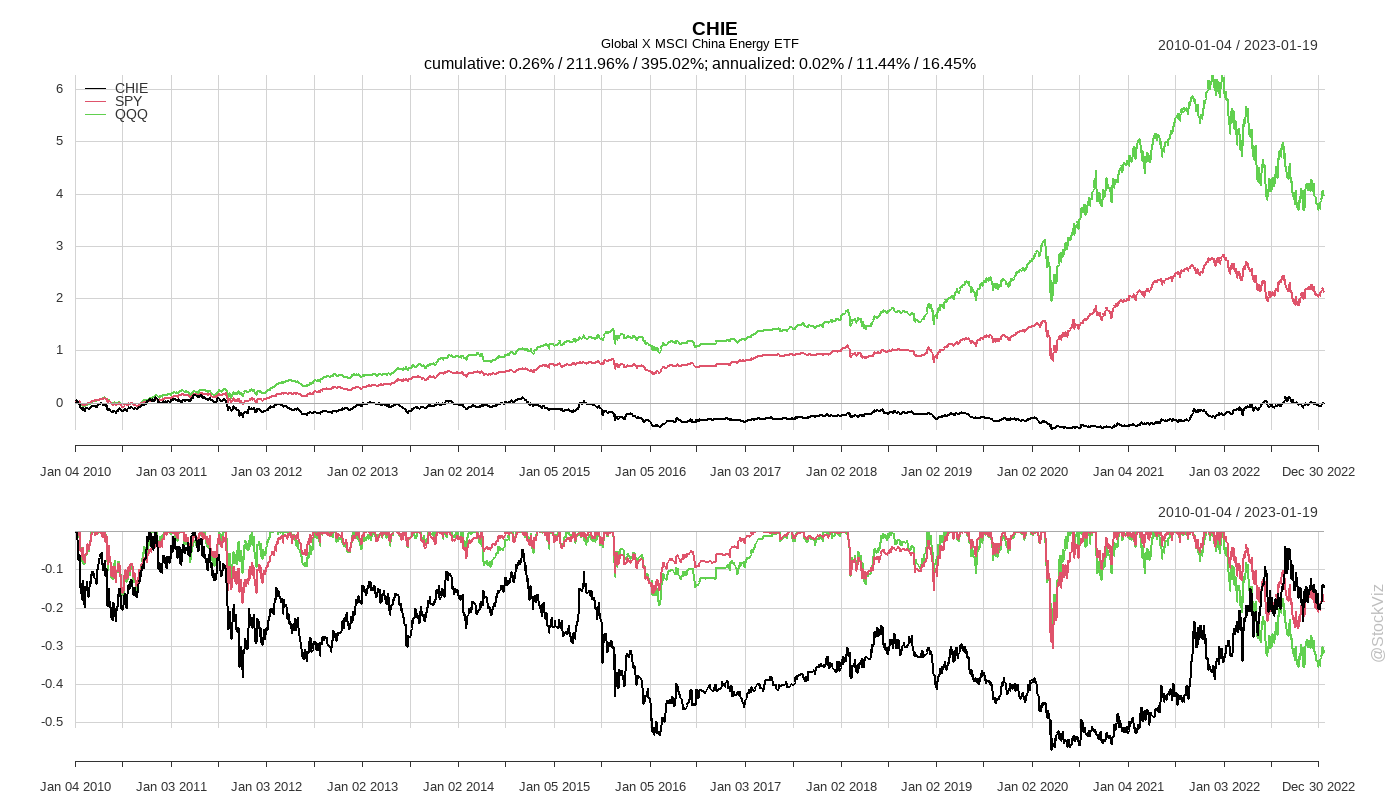 CHIE
Global X MSCI China Energy ETF
2010-01-04 / 2023-01-19
cumulative: 0.26% / 211.96% / 395.02%; annualized: 0.02% / 11.44% / 16.45%
CHIE
SPY
QQQ
6
5
4
3
2
1
0
Jan 04 2010 Jan 03 2011 Jan 03 2012 Jan 02 2013 Jan 02 2014 Jan 05 2015 Jan 05 2016 Jan 03 2017 Jan 02 2018 Jan 02 2019 Jan 02 2020 Jan 04 2021 Jan 03 2022 Dec 30 2022
2010-01-04 / 2023-01-19
-0.1
-0.2
-0.3
-0.4
-0.5
@StockViz
Jan 04 2010 Jan 03 2011 Jan 03 2012 Jan 02 2013 Jan 02 2014 Jan 05 2015 Jan 05 2016 Jan 03 2017 Jan 02 2018 Jan 02 2019 Jan 02 2020 Jan 04 2021 Jan 03 2022 Dec 30 2022